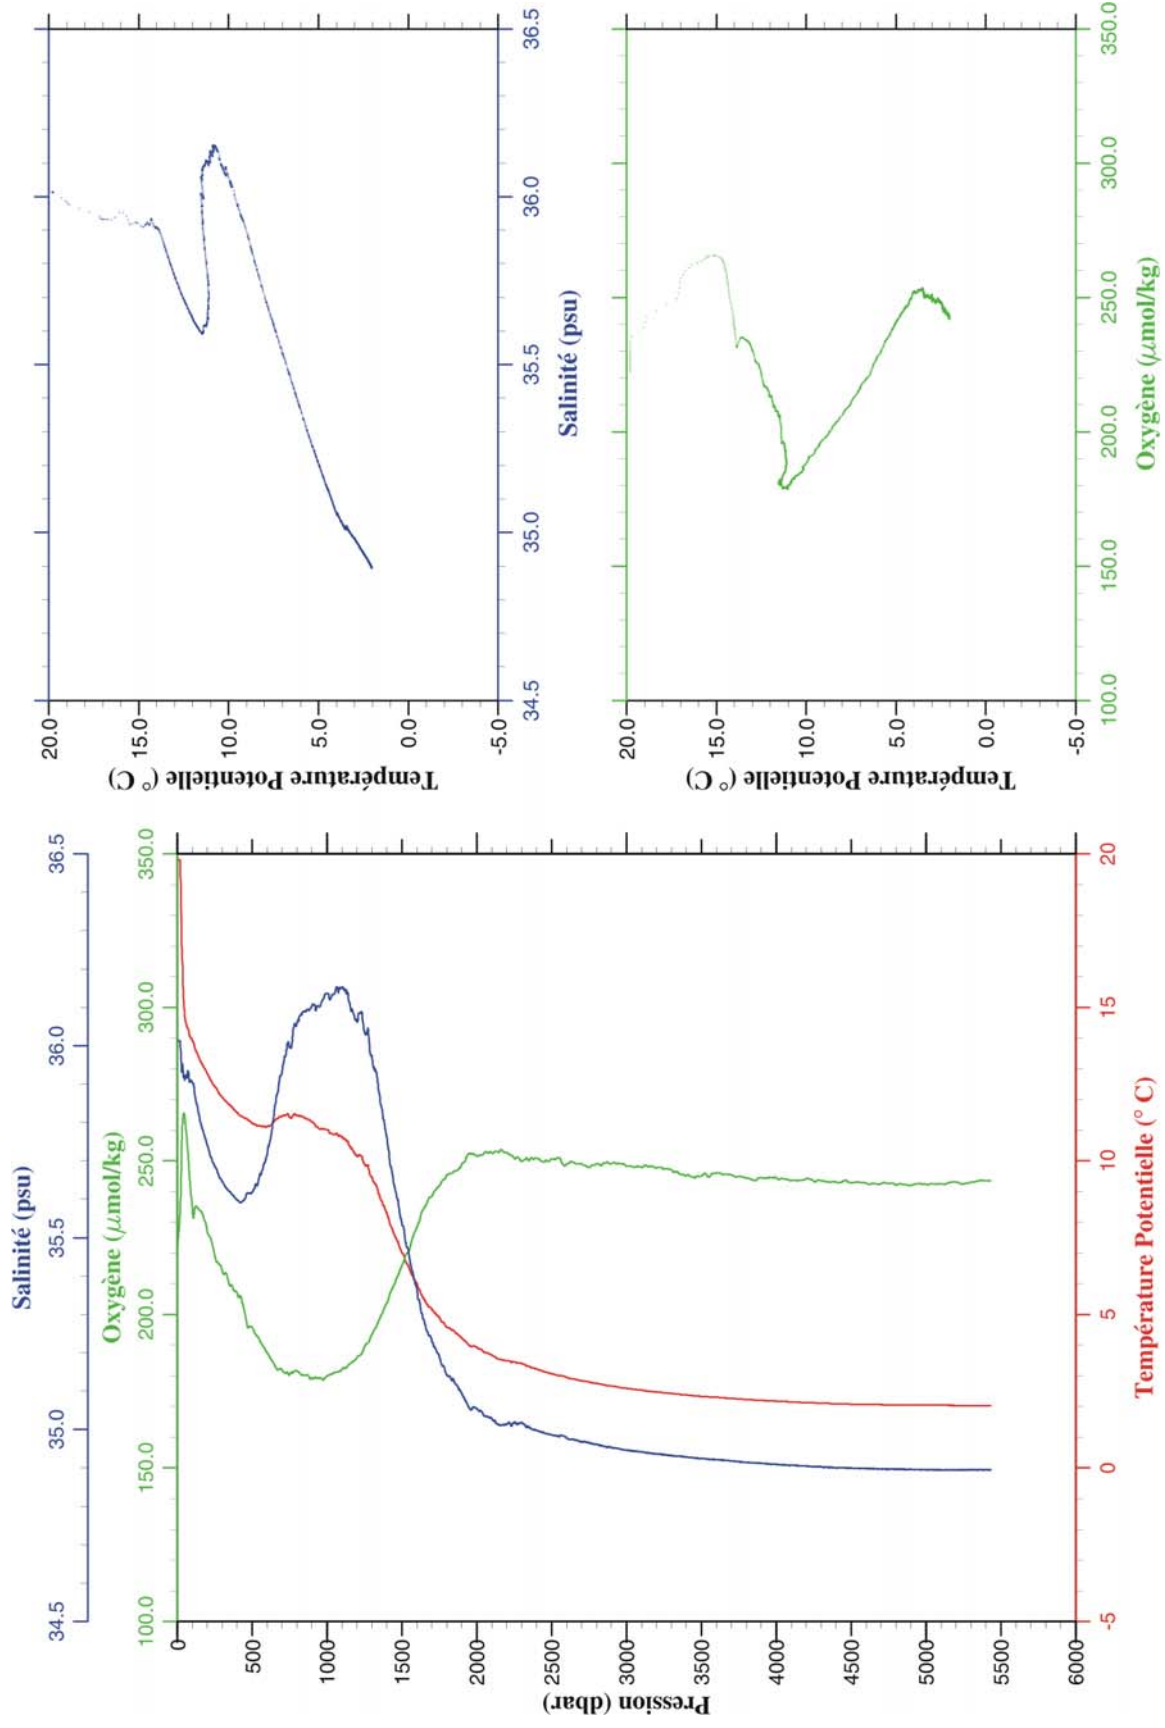 Salinité (psu)
34.5 35.0 35.5 36.0 36.5
Oxygène (μmol/kg)
100.0 150.0 200.0 250.0 300.0 350.0
Pression (dbar)
0
500
1000
1500
2000
2500
3000
3500
4000
4500
5000
5500
6000
-5 0 5 10 15 20
Température Potentielle (° C)
Température Potentielle (° C)
20.0
15.0
10.0
5.0
0.0
-5.0
34.5 35.0 35.5 36.0 36.5
Salinité (psu)
Température Potentielle (° C)
20.0
15.0
10.0
5.0
0.0
-5.0
100.0 150.0 200.0 250.0 300.0 350.0
Oxygène (μmol/kg)